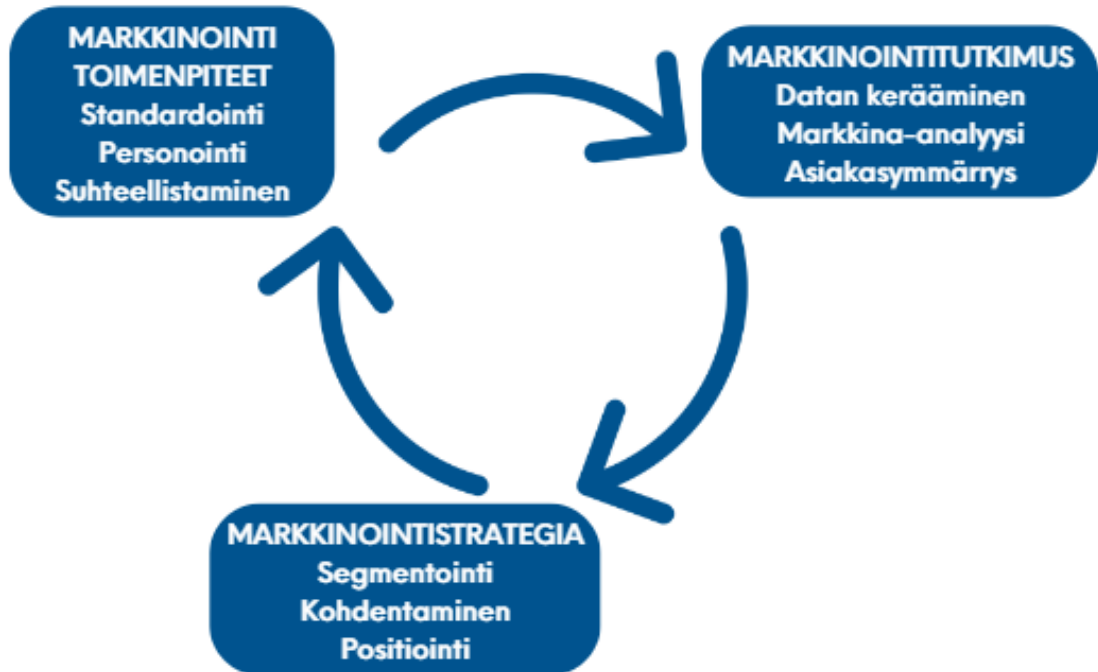 MARKKINOINTI
TOIMENPITEET
Standardointi
Personointi
Suhteellistaminen
MARKKINOINTITUTKIMUS
Datan kerääminen
Markkina-analyysi
Asiakasymmärrys
MARKKINOINTISTRATEGIA
Segmentointi
Kohdentaminen
Positiointi